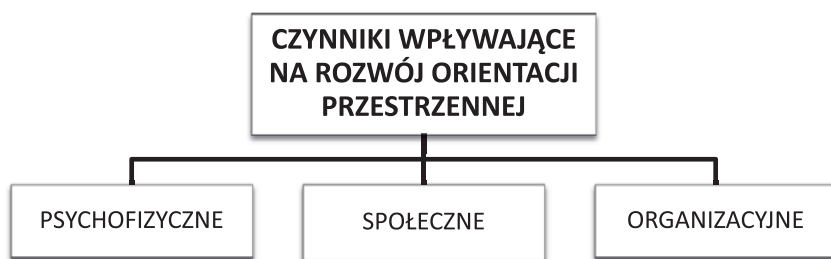 CZYNNIKI WPŁYWAJĄCE
NA ROZWÓJ ORIENTACJI
PRZESTRZENNEJ
PSYCHOFIZYCZNE
SPOŁECZNE
ORGANIZACYJNE